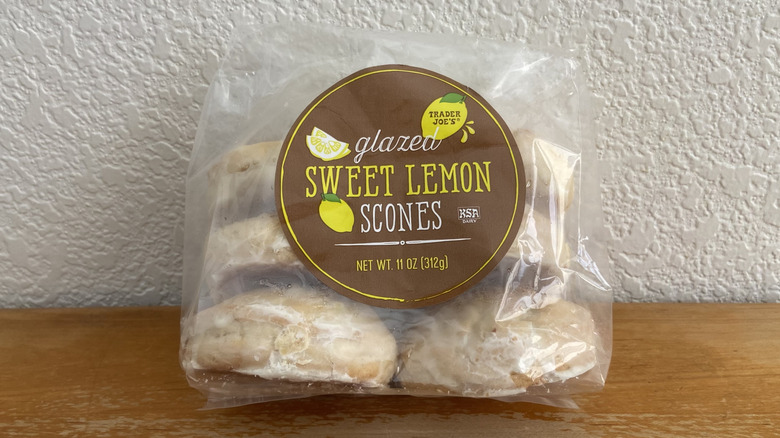 TRADER
JOE'S®
glazed
SWEET LEMON
SCONES
KSA
DAIRY
NET WT. 11 OZ (312g)